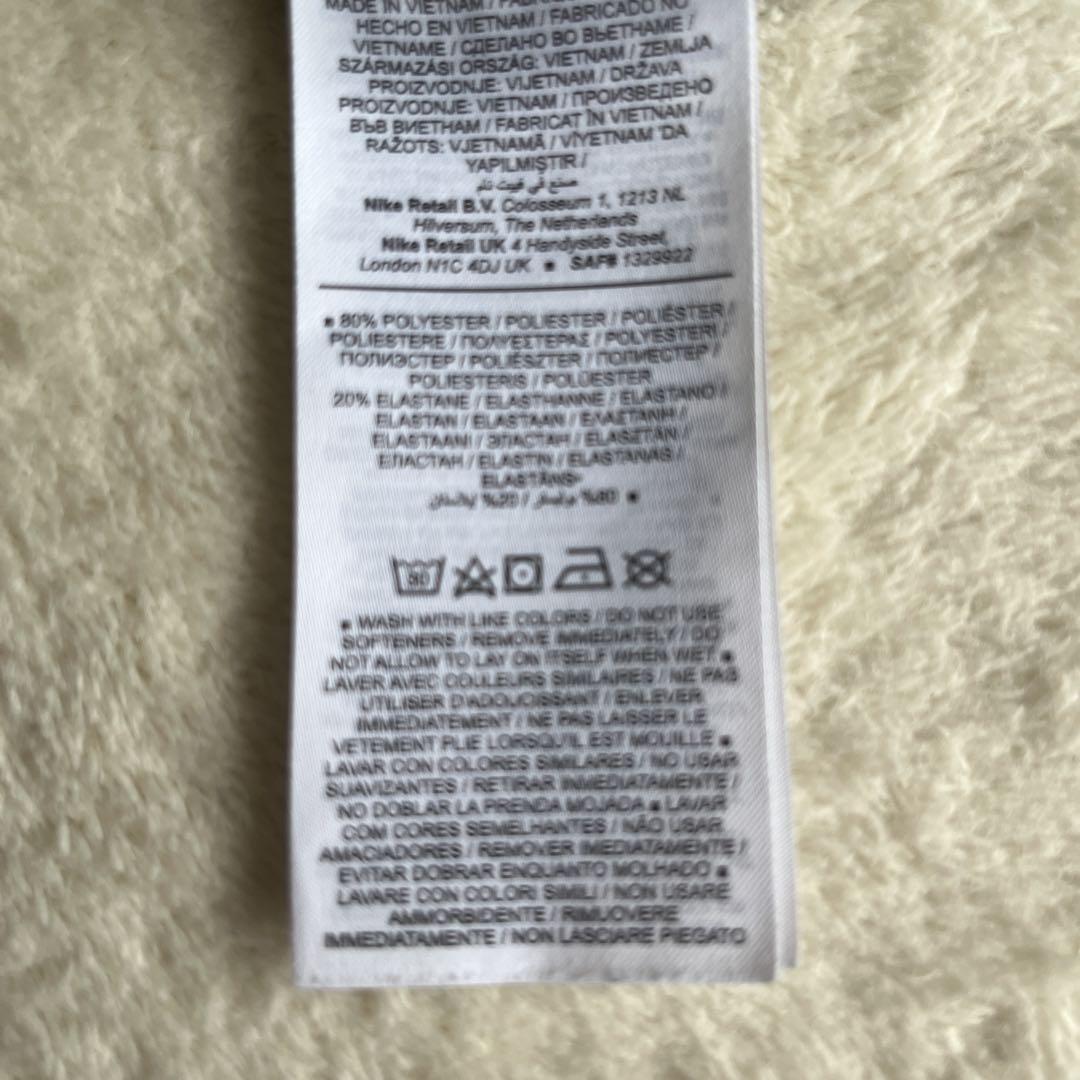 MADE IN VIETNAM /
HECHO EN VIETNAM / FABRICADO NO
VIETNAME / СДЕЛАНО ВО ВЬЕТНАМЕ /
SZÁRMAZÁSI ORSZÁG: VIETNAM / ZEMLJA
PROIZVODNJE: VIJETNAM / DRŽAVA
PROIZVODNJE: VIETNAM / ПРОИЗВЕДЕНО
ВЪВ ВИЕТНАМ / FABRICAT ÎN VIETNAM /
RAŽOTS: VJETNAMĀ / VİYETNAM 'DA
YAPILMIŞTIR /
صنع في فيت نام
Nike Retail B.V. Colosseum 1, 1213 NL
Hilversum, The Netherlands
Nike Retail UK 4 Handyside Street,
London N1C 4DJ UK ■ SAF# 1329922
■ 80% POLYESTER / POLIESTER / POLIÉSTER /
POLIESTERE / ΠΟΛΥΕΣΤΕΡΑΣ / POLYESTERI /
ПОЛИЭСТЕР / POLIÉSZTER / ПОЛИЕСТЕР /
POLIESTERIS / POLÜESTER
20% ELASTANE / ELASTHANNE / ELASTANO /
ELASTAN / ELASTAAN / ΕΛΑΣΤΑΝΗ /
ELASTAANI / ЭЛАСТАН / ELASZTÁN /
ЕЛАСТАН / ELASTIN / ELASTANAS /
ELASTĀNS
■ WASH WITH LIKE COLORS / DO NOT USE
SOFTENERS / REMOVE IMMEDIATELY / DO
NOT ALLOW TO LAY ON ITSELF WHEN WET ■
LAVER AVEC COULEURS SIMILAIRES / NE PAS
UTILISER D'ADOUCISSANT / ENLEVER
IMMEDIATEMENT / NE PAS LAISSER LE
VETEMENT PLIE LORSQU'IL EST MOUILLE ■
LAVAR CON COLORES SIMILARES / NO USAR
SUAVIZANTES / RETIRAR INMEDIATAMENTE /
NO DOBLAR LA PRENDA MOJADA ■ LAVAR
COM CORES SEMELHANTES / NÃO USAR
AMACIADORES / REMOVER IMEDIATAMENTE /
EVITAR DOBRAR ENQUANTO MOLHADO ■
LAVARE CON COLORI SIMILI / NON USARE
AMMORBIDENTE / RIMUOVERE
IMMEDIATAMENTE / NON LASCIARE PIEGATO